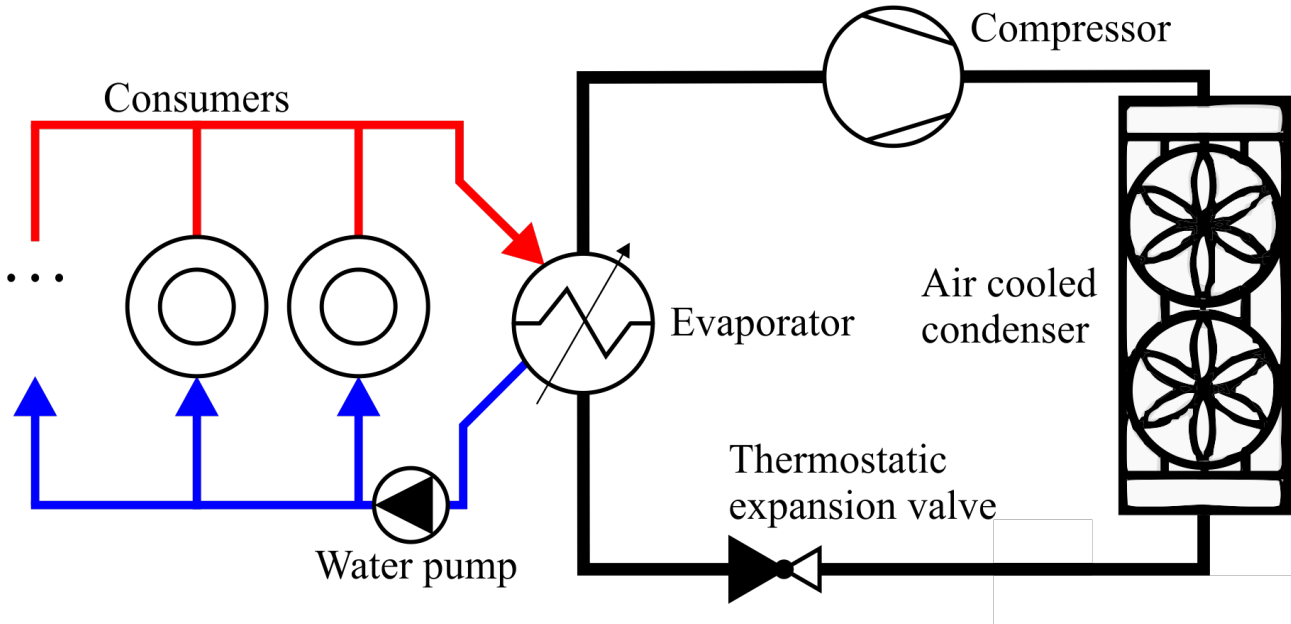 Compressor
Consumers
Air cooled
condenser
Evaporator
Thermostatic
expansion valve
Water pump